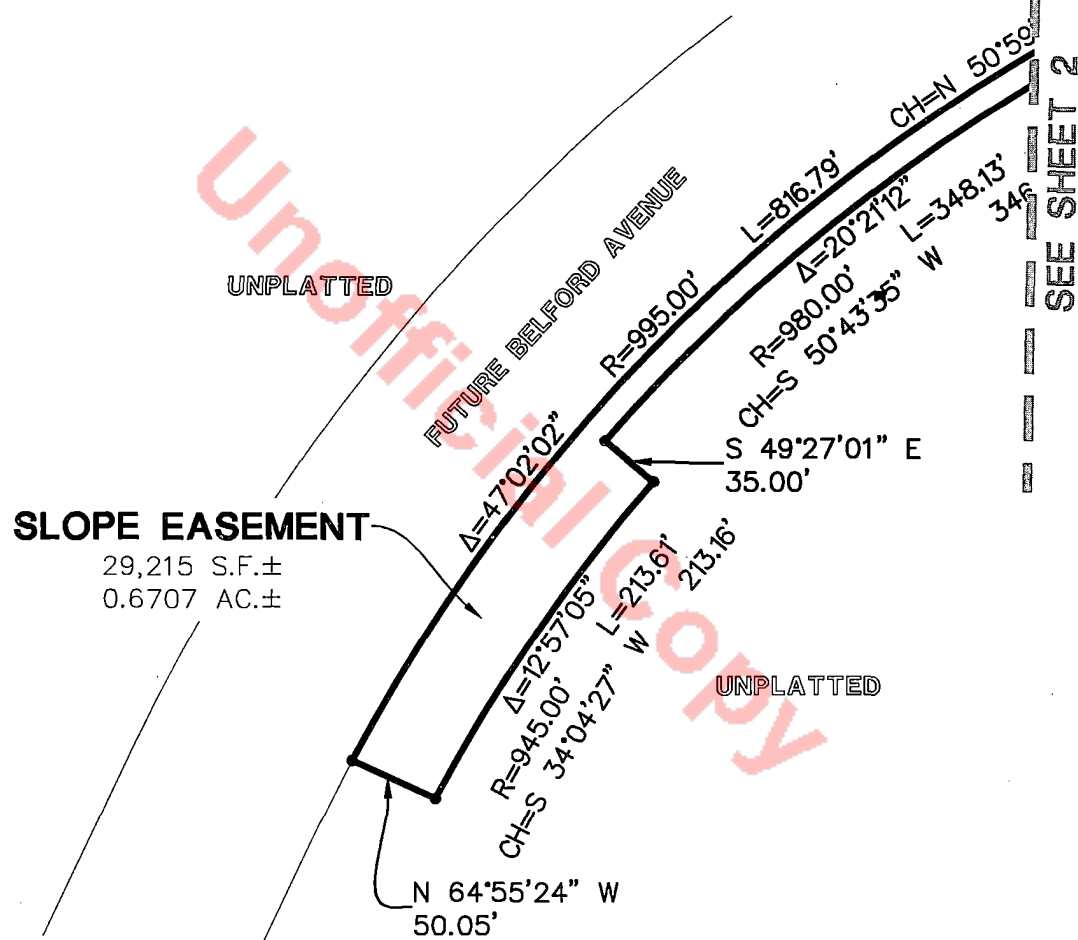 CH=N 50°59'
SEE SHEET 2
L=816.79'
Δ=20°21'12"
L=348.13'
346
R=980.00'
CH=S 50°43'35" W
UNPLATTED
FUTURE BELFORD AVENUE
R=995.00'
Δ=47°02'02"
S 49°27'01" E
35.00'
SLOPE EASEMENT
29,215 S.F.±
0.6707 AC.±
Δ=12°57'05"
L=213.61'
213.16'
R=945.00'
CH=S 34°04'27" W
UNPLATTED
N 64°55'24" W
50.05'
Unofficial Copy